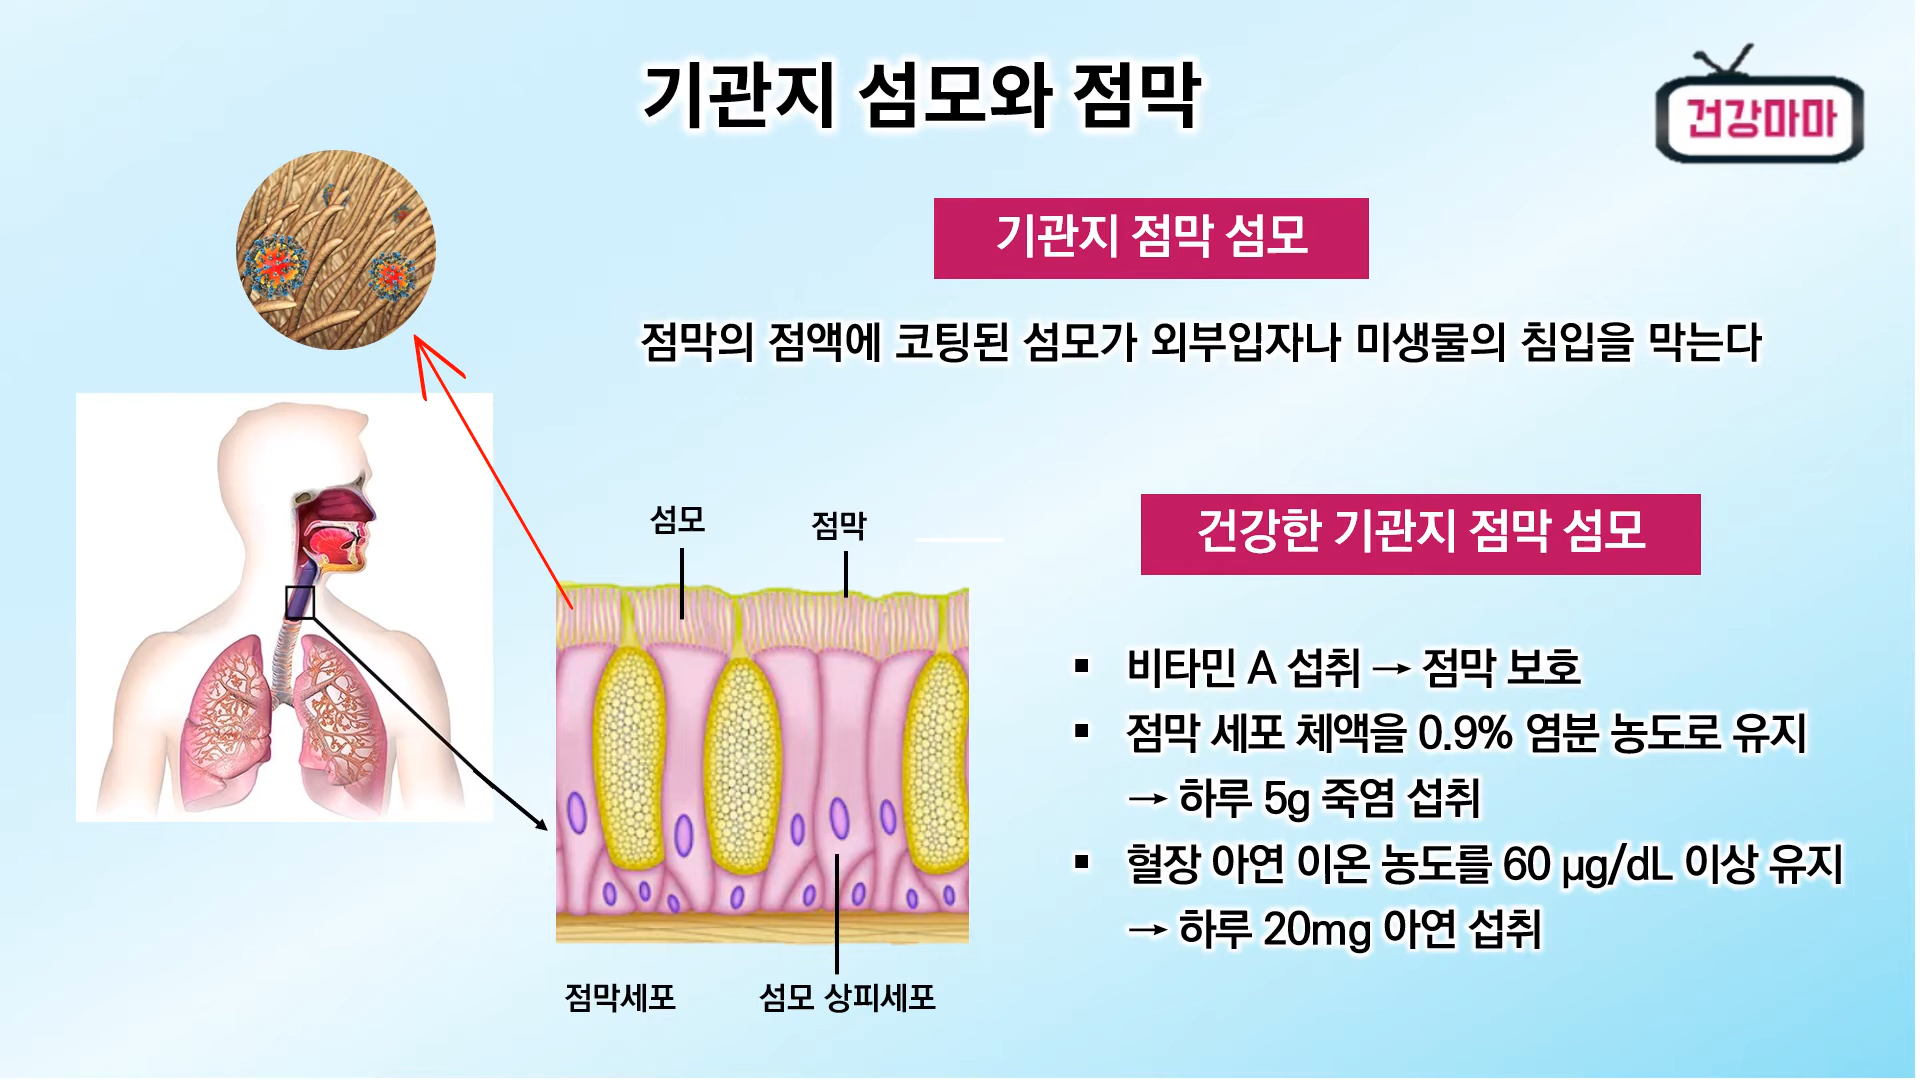 기관지 섬모와 점막
건강마마
기관지 점막 섬모
점막의 점액에 코팅된 섬모가 외부입자나 미생물의 침입을 막는다
섬모
점막
건강한 기관지 점막 섬모
▪ 비타민 A 섭취 → 점막 보호
▪ 점막 세포 체액을 0.9% 염분 농도로 유지
→ 하루 5g 죽염 섭취
▪ 혈장 아연 이온 농도를 60 µg/dL 이상 유지
→ 하루 20mg 아연 섭취
점막세포
섬모 상피세포